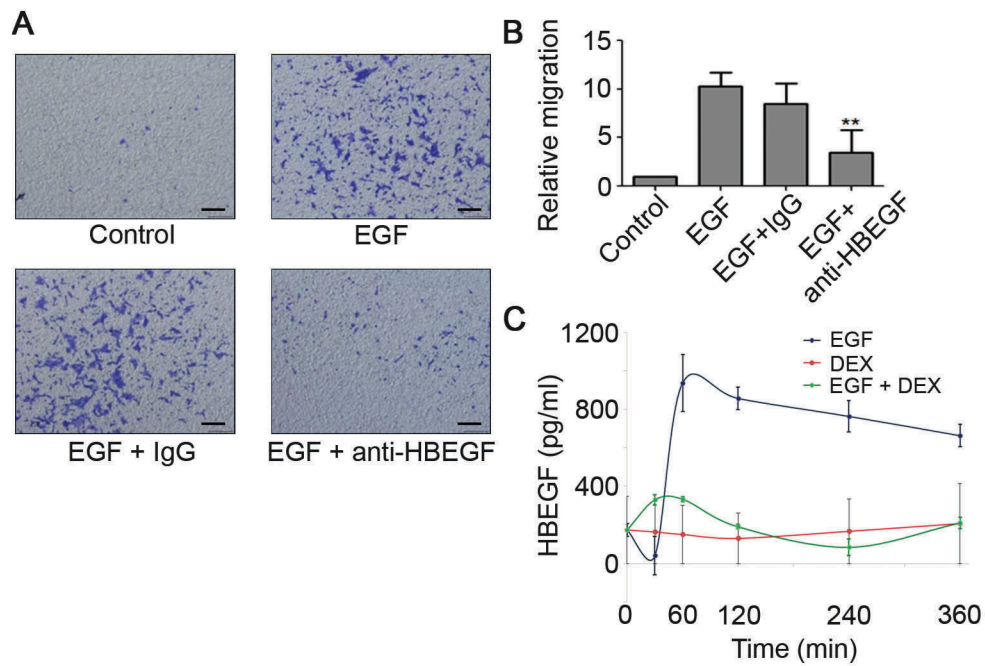 A
Control
EGF
EGF + IgG
EGF + anti-HBEGF
B
Relative migration
15
10
5
0
**
Control
EGF
EGF+IgG
EGF+
anti-HBEGF
C
HBEGF (pg/ml)
1200
800
400
0
EGF
DEX
EGF + DEX
0
60
120
240
360
Time (min)